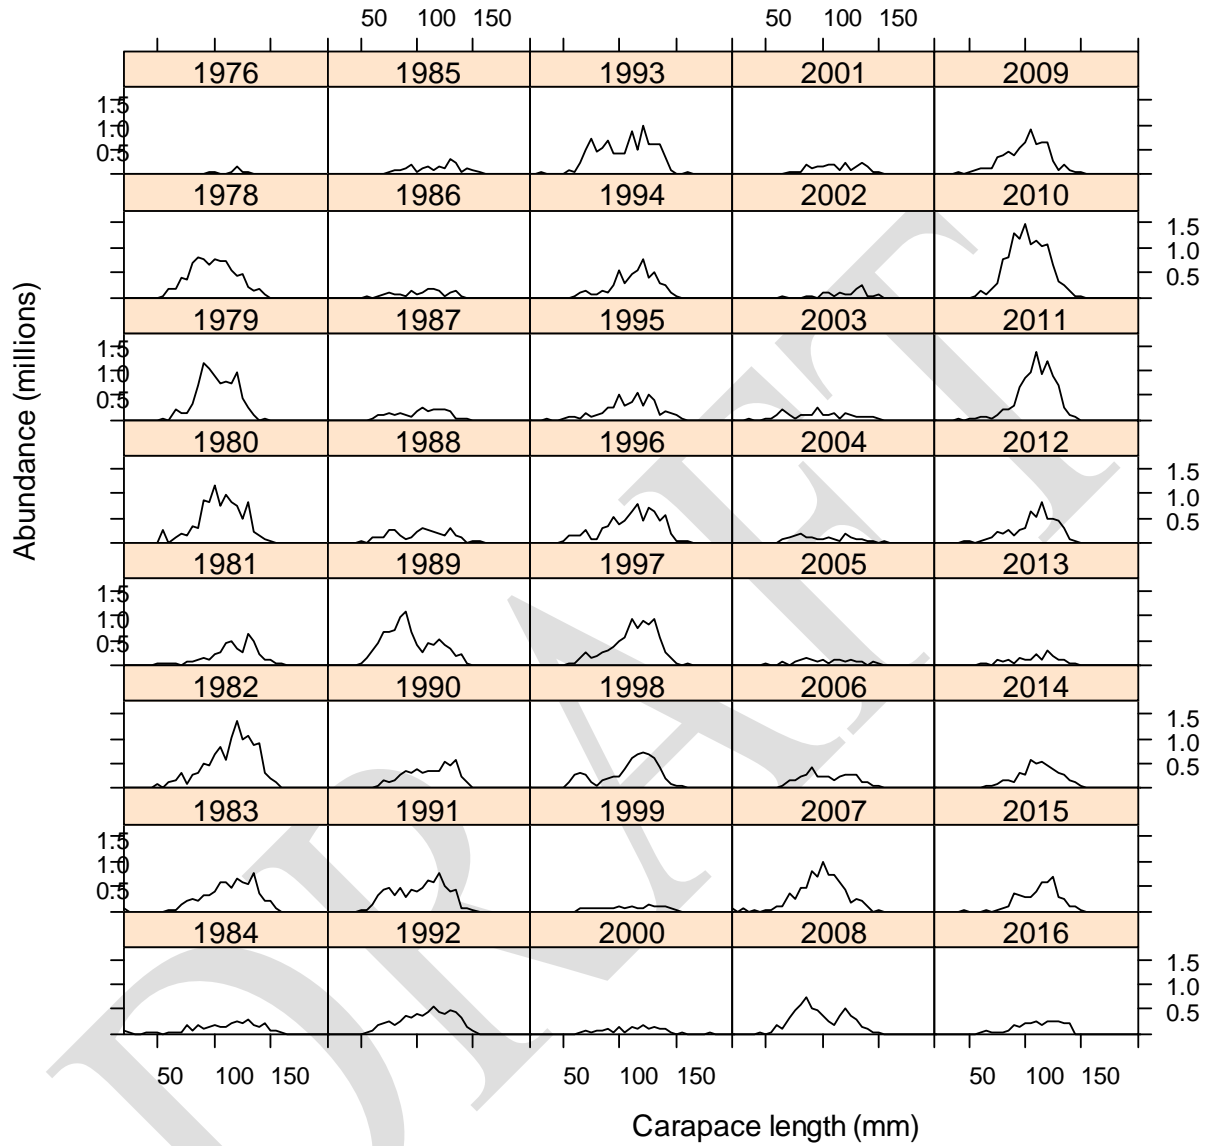 50 100 150 50 100 150
1976 1985 1993 2001 2009
1.5
1.0
0.5
1978 1986 1994 2002 2010
1.5
1.0
0.5
1979 1987 1995 2003 2011
1.5
1.0
0.5
1980 1988 1996 2004 2012
1.5
1.0
0.5
1981 1989 1997 2005 2013
1.5
1.0
0.5
1982 1990 1998 2006 2014
1.5
1.0
0.5
1983 1991 1999 2007 2015
1.5
1.0
0.5
1984 1992 2000 2008 2016
1.5
1.0
0.5
50 100 150 50 100 150 50 100 150
Carapace length (mm)
Abundance (millions)
DRAFT